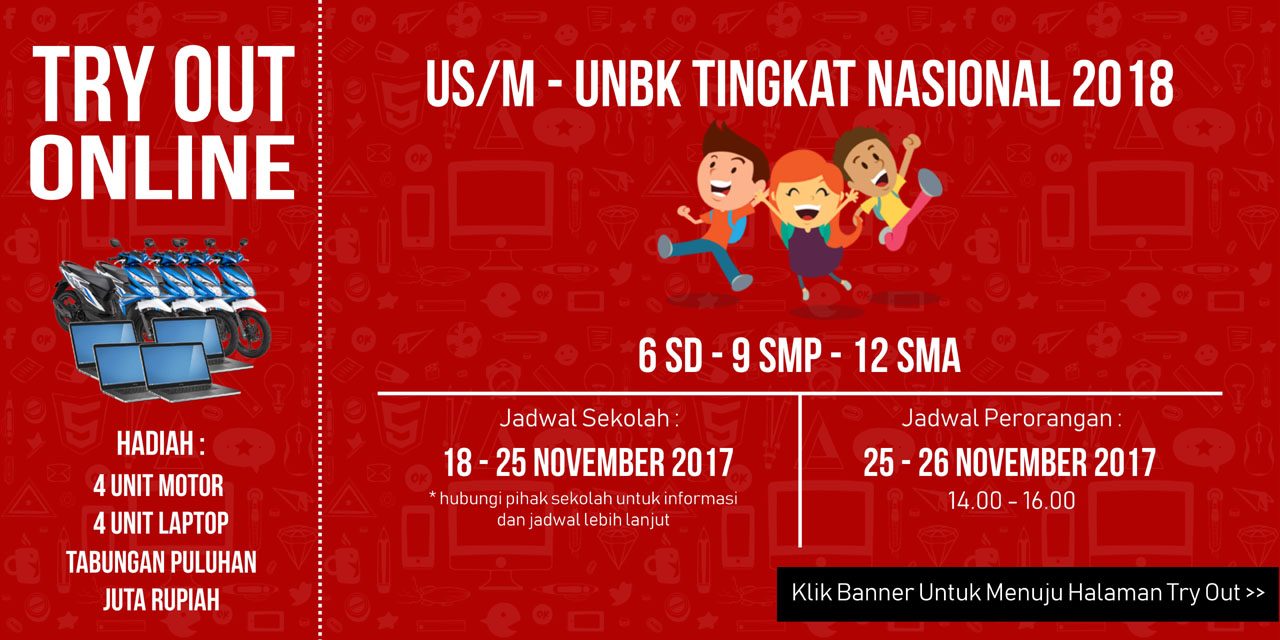 TRY OUT
ONLINE
HADIAH :
4 UNIT MOTOR
4 UNIT LAPTOP
TABUNGAN PULUHAN
JUTA RUPIAH
US/M - UNBK TINGKAT NASIONAL 2018
6 SD - 9 SMP - 12 SMA
Jadwal Sekolah :
18 - 25 NOVEMBER 2017
* hubungi pihak sekolah untuk informasi
dan jadwal lebih lanjut
Jadwal Perorangan :
25 - 26 NOVEMBER 2017
14.00 - 16.00
Klik Banner Untuk Menuju Halaman Try Out >>